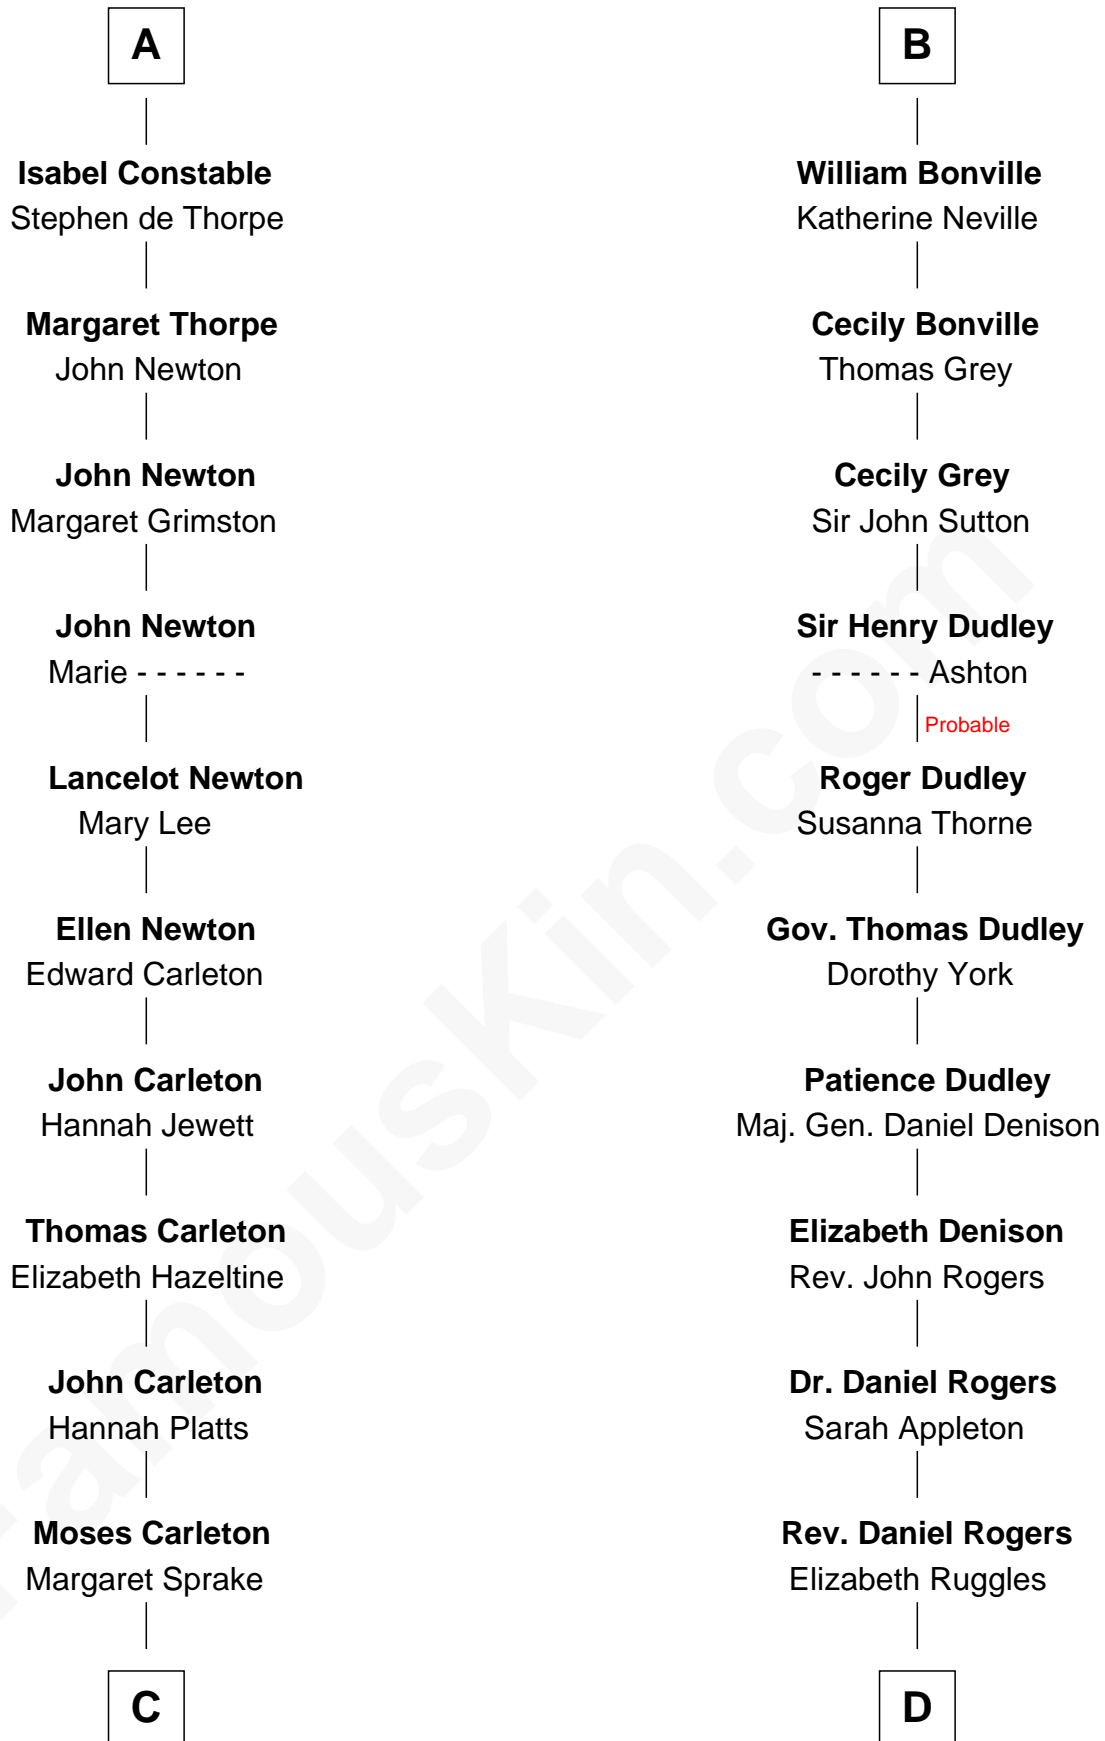 A
Isabel Constable
Stephen de Thorpe
Margaret Thorpe
John Newton
John Newton
Margaret Grimston
John Newton
Marie - - - - - -
Lancelot Newton
Mary Lee
Ellen Newton
Edward Carleton
John Carleton
Hannah Jewett
Thomas Carleton
Elizabeth Hazeltine
John Carleton
Hannah Platts
Moses Carleton
Margaret Sprake
C
B
William Bonville
Katherine Neville
Cecily Bonville
Thomas Grey
Cecily Grey
Sir John Sutton
Sir Henry Dudley
- - - - - - Ashton
Probable
Roger Dudley
Susanna Thorne
Gov. Thomas Dudley
Dorothy York
Patience Dudley
Maj. Gen. Daniel Denison
Elizabeth Denison
Rev. John Rogers
Dr. Daniel Rogers
Sarah Appleton
Rev. Daniel Rogers
Elizabeth Ruggles
D
FamousKin.com